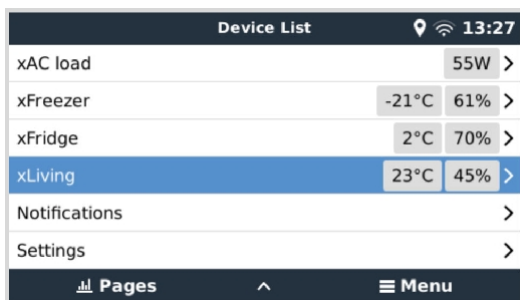 Device List 13:27
xAC load 55W
xFreezer -21°C 61%
xFridge 2°C 70%
xLiving 23°C 45%
Notifications
Settings
Pages Menu